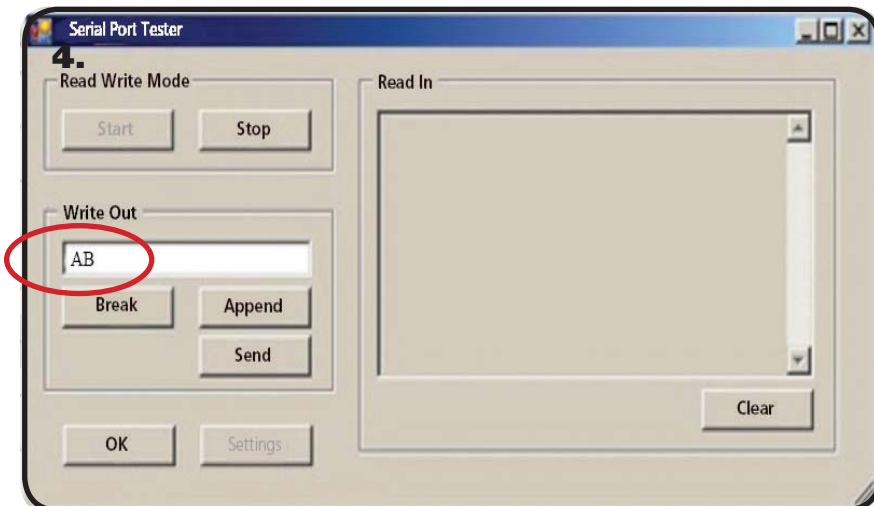 Serial Port Tester
4.
Read Write Mode
Start
Stop
Write Out
AB
Break
Append
Send
OK
Settings
Read In
Clear